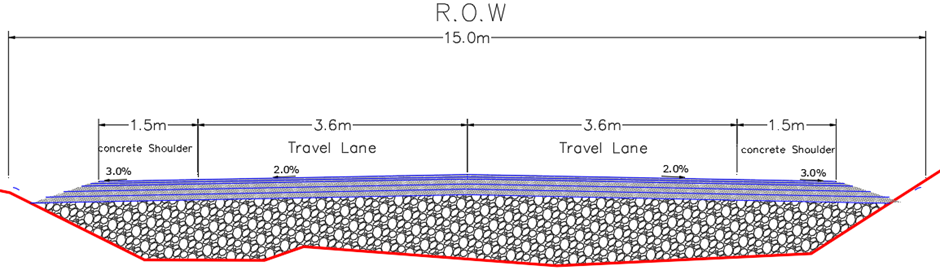 R.O.W
15.0m
1.5m 3.6m 3.6m 1.5m
concrete Shoulder Travel Lane Travel Lane concrete Shoulder
3.0% 2.0% 2.0% 3.0%